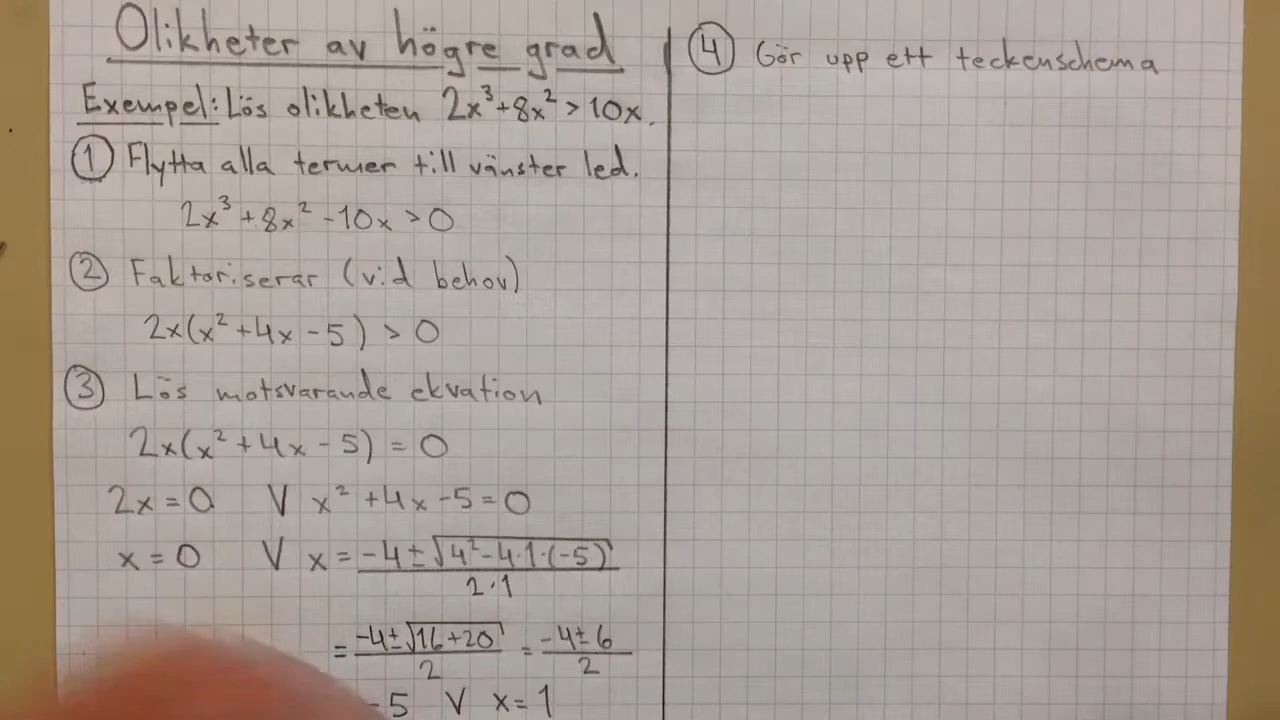 Olikheter av högre grad
Exempel: Lös olikheten 2x³+8x² > 10x.
① Flytta alla termer till vänster led.
2x³ + 8x² - 10x > 0
② Faktoriserar (vid behov)
2x(x² + 4x - 5) > 0
③ Lös motsvarande ekvation
2x(x² + 4x - 5) = 0
2x = 0 V x² + 4x - 5 = 0
x = 0 V x = (-4 ± √(4² - 4·1·(-5)))/(2·1)
= (-4 ± √(16 + 20))/2 = (-4 ± 6)/2
-5 V x = 1
④ Gör upp ett teckenschema